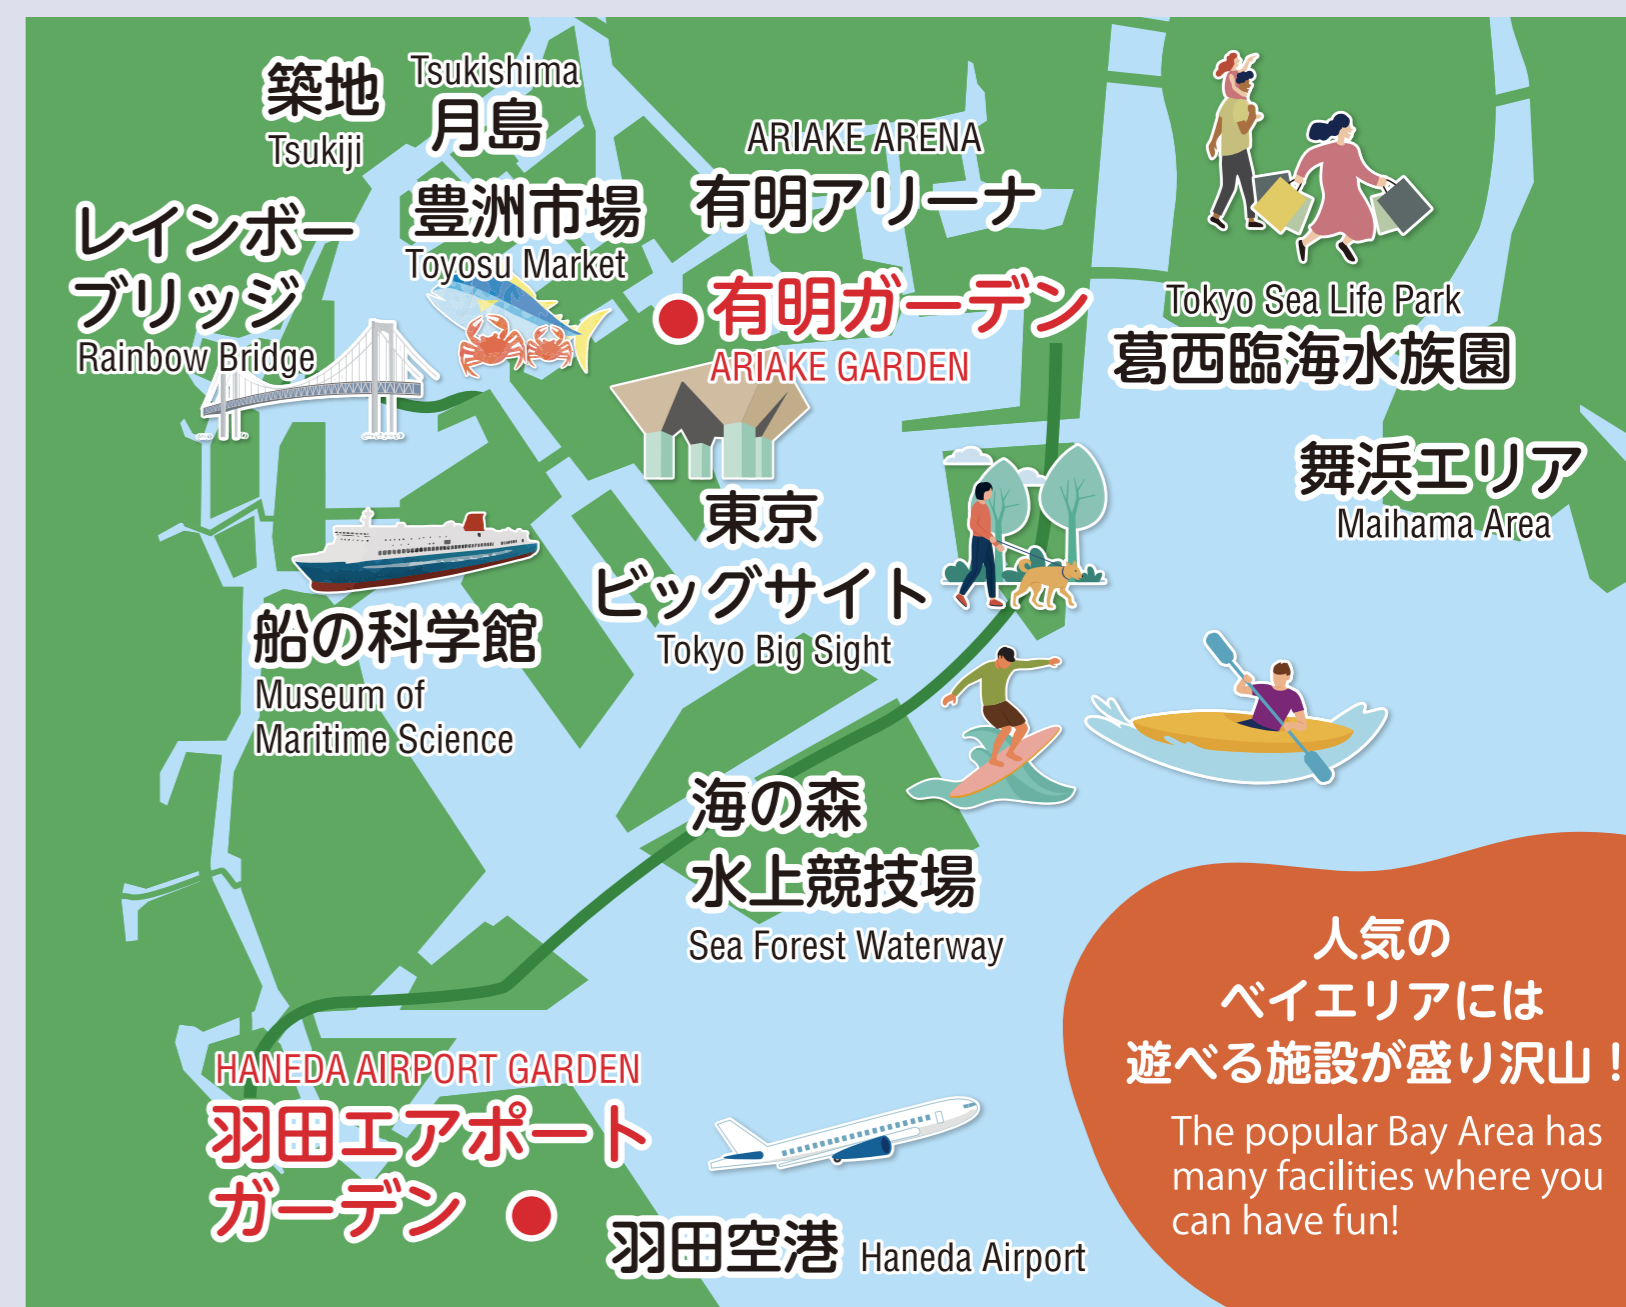 築地
Tsukiji
Tsukishima
月島
レインボー
ブリッジ
Rainbow Bridge
豊洲市場
Toyosu Market
ARIAKE ARENA
有明アリーナ
有明ガーデン
ARIAKE GARDEN
Tokyo Sea Life Park
葛西臨海水族園
舞浜エリア
Maihama Area
東京
ビッグサイト
Tokyo Big Sight
船の科学館
Museum of
Maritime Science
海の森
水上競技場
Sea Forest Waterway
HANEDA AIRPORT GARDEN
羽田エアポート
ガーデン
羽田空港 Haneda Airport
人気の
ベイエリアには
遊べる施設が盛り沢山！
The popular Bay Area has
many facilities where you
can have fun!